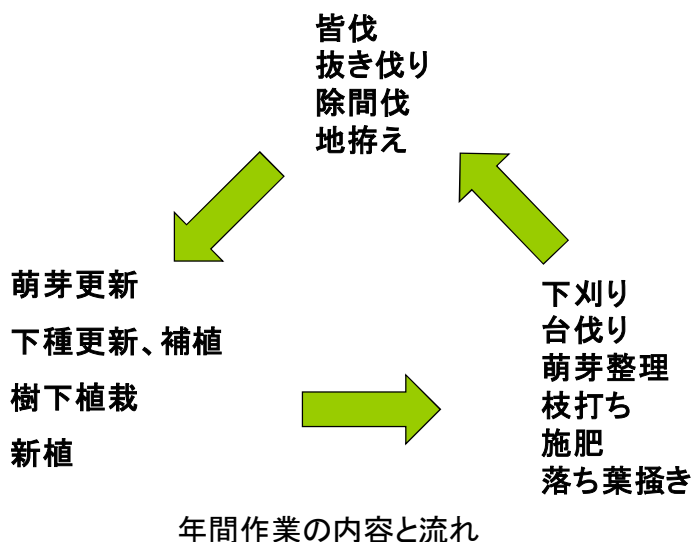 皆伐
抜き伐り
除間伐
地拵え
萌芽更新
下種更新、補植
樹下植栽
新植
下刈り
台伐り
萌芽整理
枝打ち
施肥
落ち葉掻き
年間作業の内容と流れ